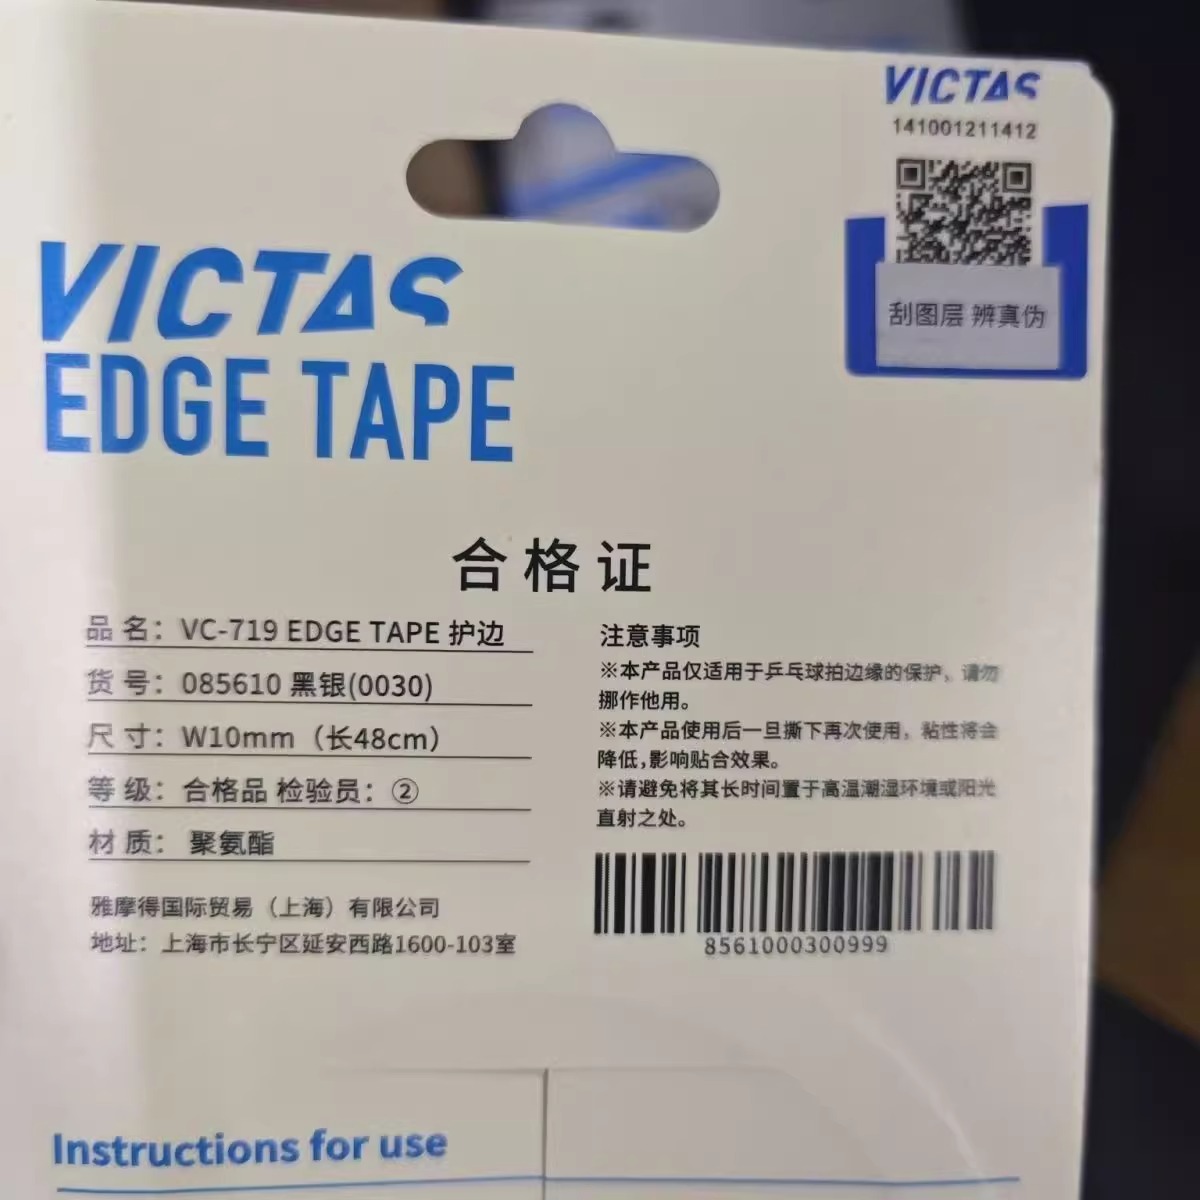 VICTAS
141001211412
刮图层 辨真伪
VICTAS
EDGE TAPE
合格证
品 名：VC-719 EDGE TAPE 护边
货 号：085610 黑银(0030)
尺 寸：W10mm（长48cm）
等 级：合格品 检验员：②
材 质： 聚氨酯
雅摩得国际贸易（上海）有限公司
地址：上海市长宁区延安西路1600-103室
注意事项
※本产品仅适用于乒乓球拍边缘的保护，请勿
挪作他用。
※本产品使用后一旦撕下再次使用，粘性将会
降低，影响贴合效果。
※请避免将其长时间置于高温潮湿环境或阳光
直射之处。
8561000300999
Instructions for use